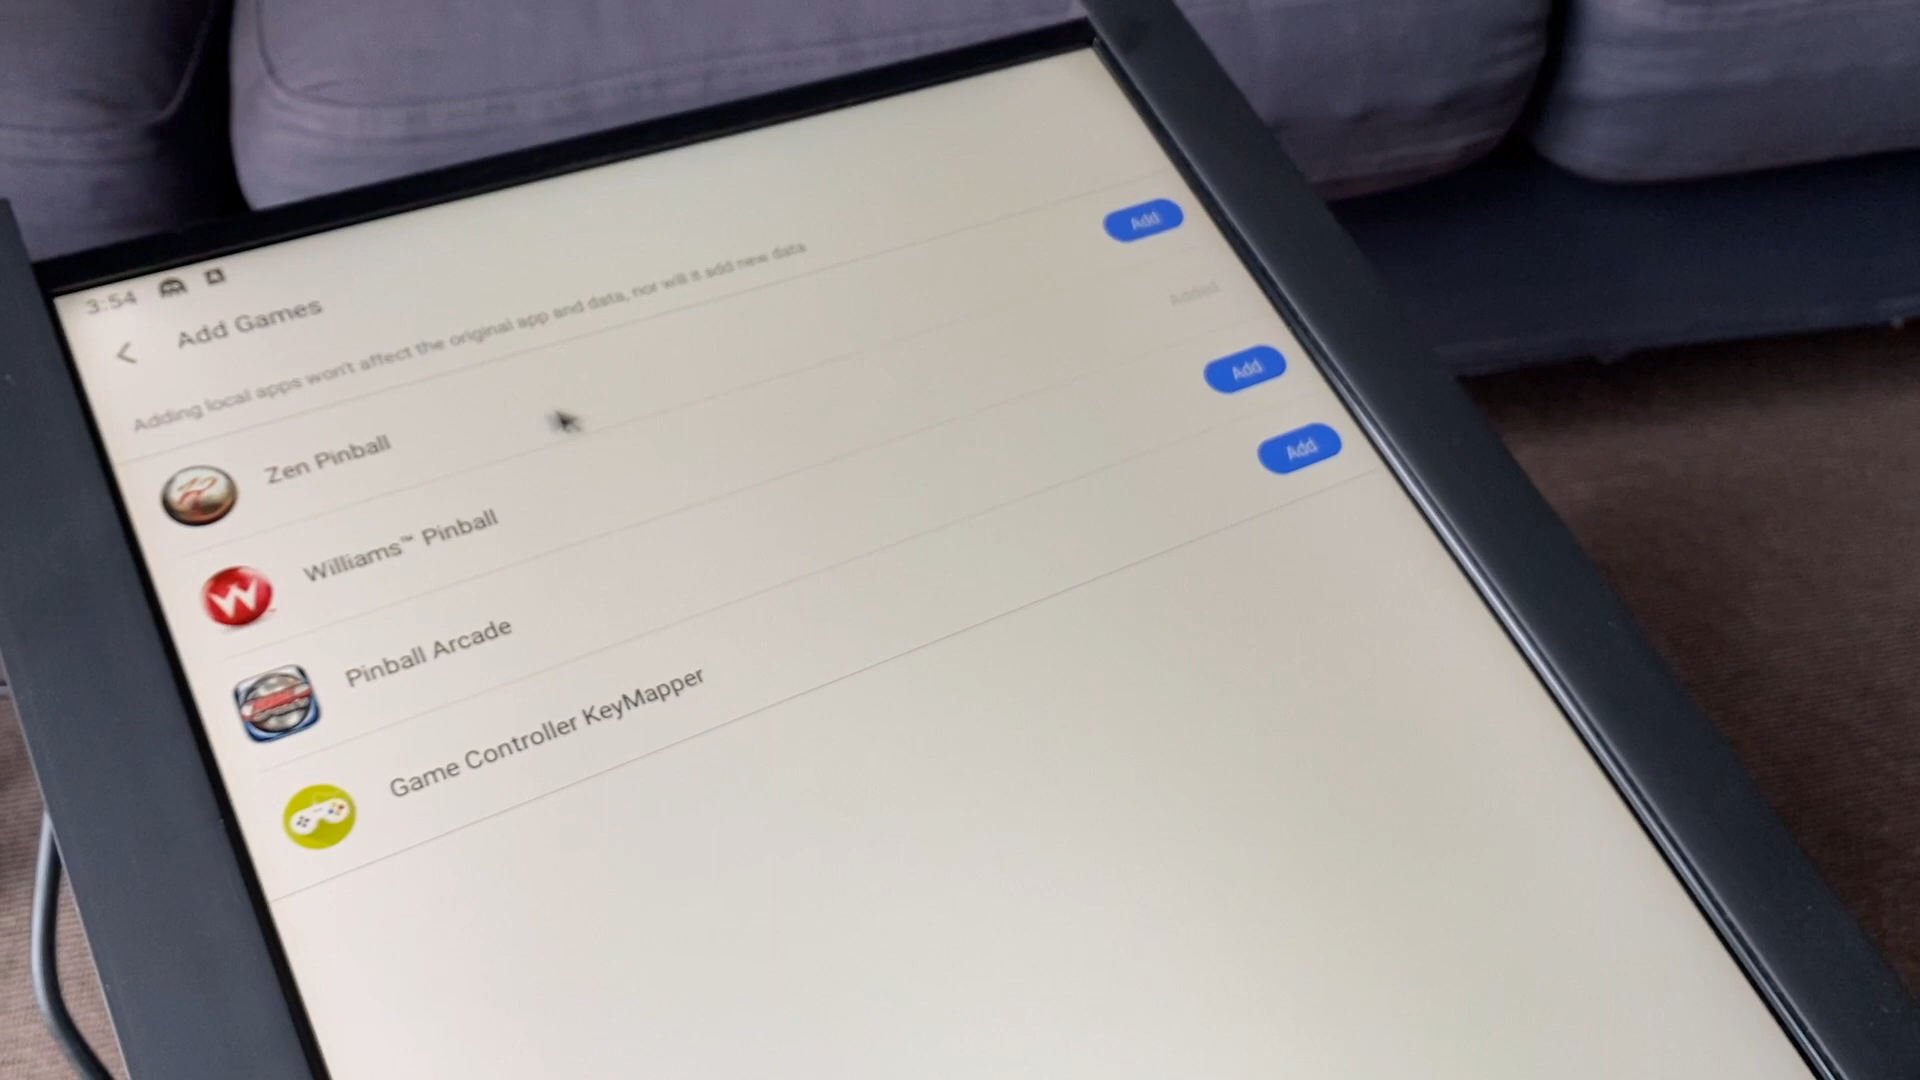 3:54
Add Games
Adding local apps won't affect the original app and data, nor will it add new data
Zen Pinball
Add
Williams™ Pinball
Added
Pinball Arcade
Add
Game Controller KeyMapper
Add
W